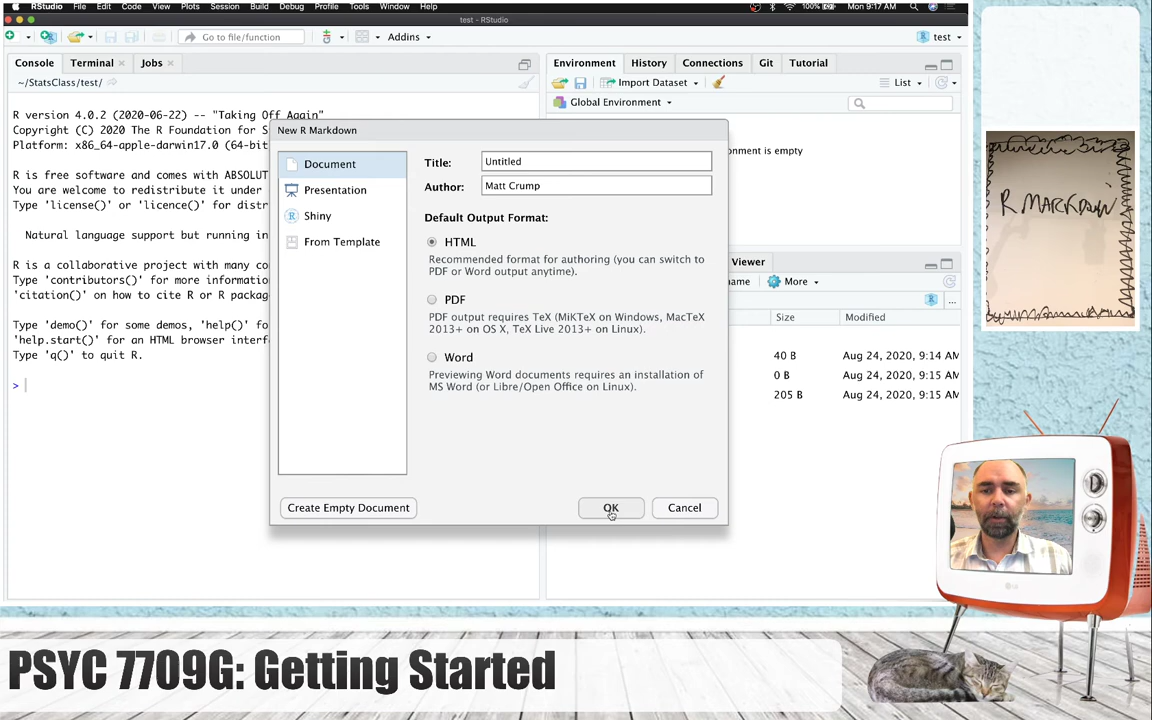 RStudio File Edit Code View Plots Session Build Debug Profile Tools Window Help 100% Mon 9:17 AM
test - RStudio
Go to file/function Addins test
Console Terminal Jobs
Environment History Connections Git Tutorial
~/StatsClass/test/
Import Dataset List
Global Environment
R version 4.0.2 (2020-06-22) -- "Taking Off Again"
Copyright (C) 2020 The R Foundation for S
Platform: x86_64-apple-darwin17.0 (64-bit
R is free software and comes with ABSOLUT
You are welcome to redistribute it under
Type 'license()' or 'licence()' for distr
Natural language support but running in
R is a collaborative project with many co
Type 'contributors()' for more information
'citation()' on how to cite R or R package
Type 'demo()' for some demos, 'help()' fo
'help.start()' for an HTML browser interf
Type 'q()' to quit R.
>
New R Markdown
Document
Presentation
Shiny
From Template
Title: Untitled
Author: Matt Crump
Default Output Format:
HTML
Recommended format for authoring (you can switch to
PDF or Word output anytime).
PDF
PDF output requires TeX (MiKTeX on Windows, MacTeX
2013+ on OS X, TeX Live 2013+ on Linux).
Word
Previewing Word documents requires an installation of
MS Word (or Libre/Open Office on Linux).
Create Empty Document OK Cancel
onment is empty
Viewer
name More ...
Size Modified
40 B Aug 24, 2020, 9:14 AM
0 B Aug 24, 2020, 9:15 AM
205 B Aug 24, 2020, 9:15 AM
R MARKDOWN
LG
PSYC 7709G: Getting Started